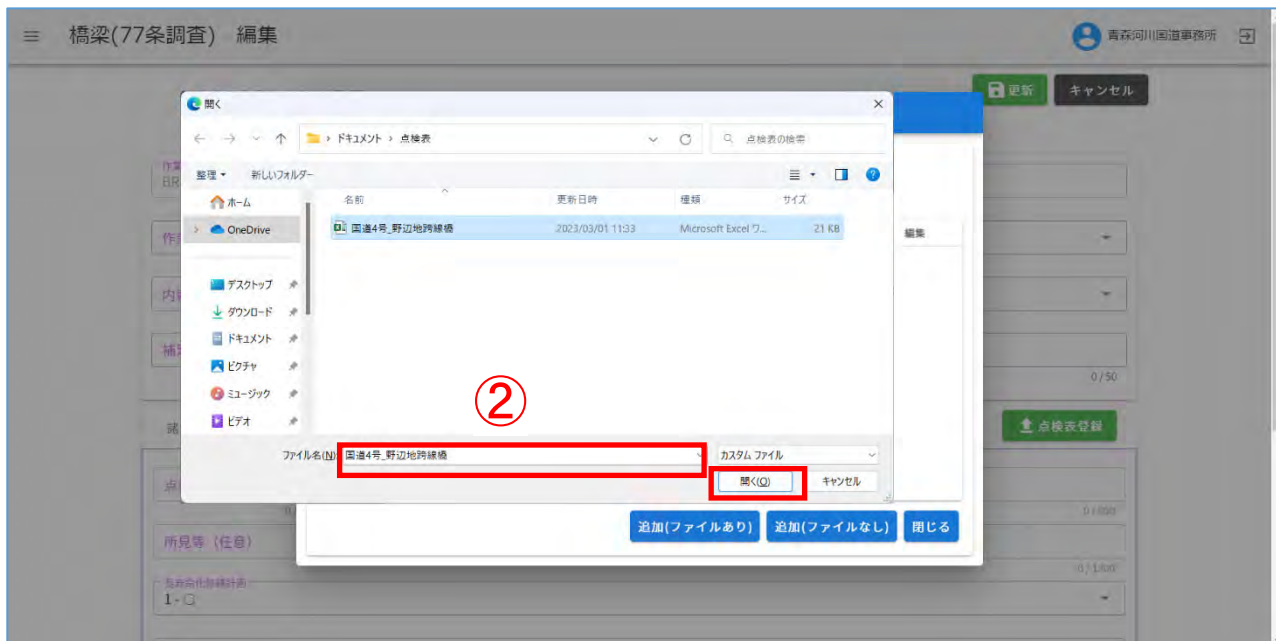 橋梁(77条調査) 編集
青森河川国道事務所
更新
キャンセル
開く
ドキュメント › 点検表
点検表の検索
整理
新しいフォルダー
名前
更新日時
種類
サイズ
ホーム
OneDrive
国道4号_野辺地跨線橋
2023/03/01 11:33
Microsoft Excel ワ...
21 KB
編集
デスクトップ
ダウンロード
ドキュメント
ピクチャ
ミュージック
ビデオ
②
0 / 50
点検表登録
ファイル名(N):
国道4号_野辺地跨線橋
カスタム ファイル
開く(O)
キャンセル
追加(ファイルあり)
追加(ファイルなし)
閉じる
所見等 (任意)
長寿命化修繕計画